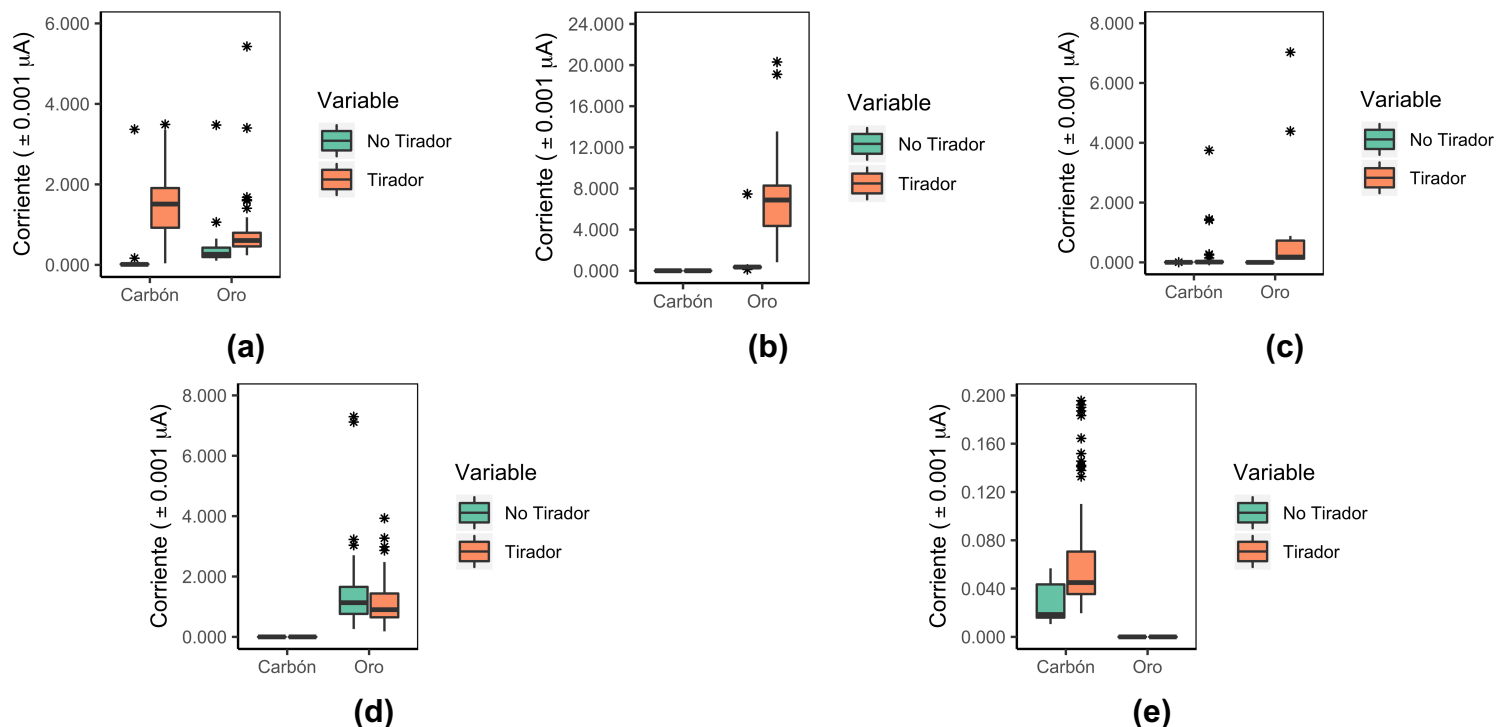 Corriente ( ± 0.001 µA)
6.000
4.000
2.000
0.000
Carbón
Oro
Variable
No Tirador
Tirador
(a)
Corriente ( ± 0.001 µA)
24.000
20.000
16.000
12.000
8.000
4.000
0.000
Carbón
Oro
Variable
No Tirador
Tirador
(b)
Corriente ( ± 0.001 µA)
8.000
6.000
4.000
2.000
0.000
Carbón
Oro
Variable
No Tirador
Tirador
(c)
Corriente ( ± 0.001 µA)
8.000
6.000
4.000
2.000
0.000
Carbón
Oro
Variable
No Tirador
Tirador
(d)
Corriente ( ± 0.001 µA)
0.200
0.160
0.120
0.080
0.040
0.000
Carbón
Oro
Variable
No Tirador
Tirador
(e)